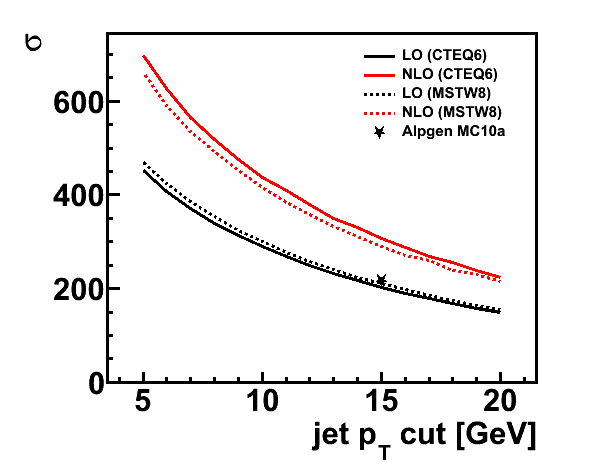 σ
LO (CTEQ6)
NLO (CTEQ6)
LO (MSTW8)
NLO (MSTW8)
Alpgen MC10a
600
400
200
0
5 10 15 20
jet p_T cut [GeV]